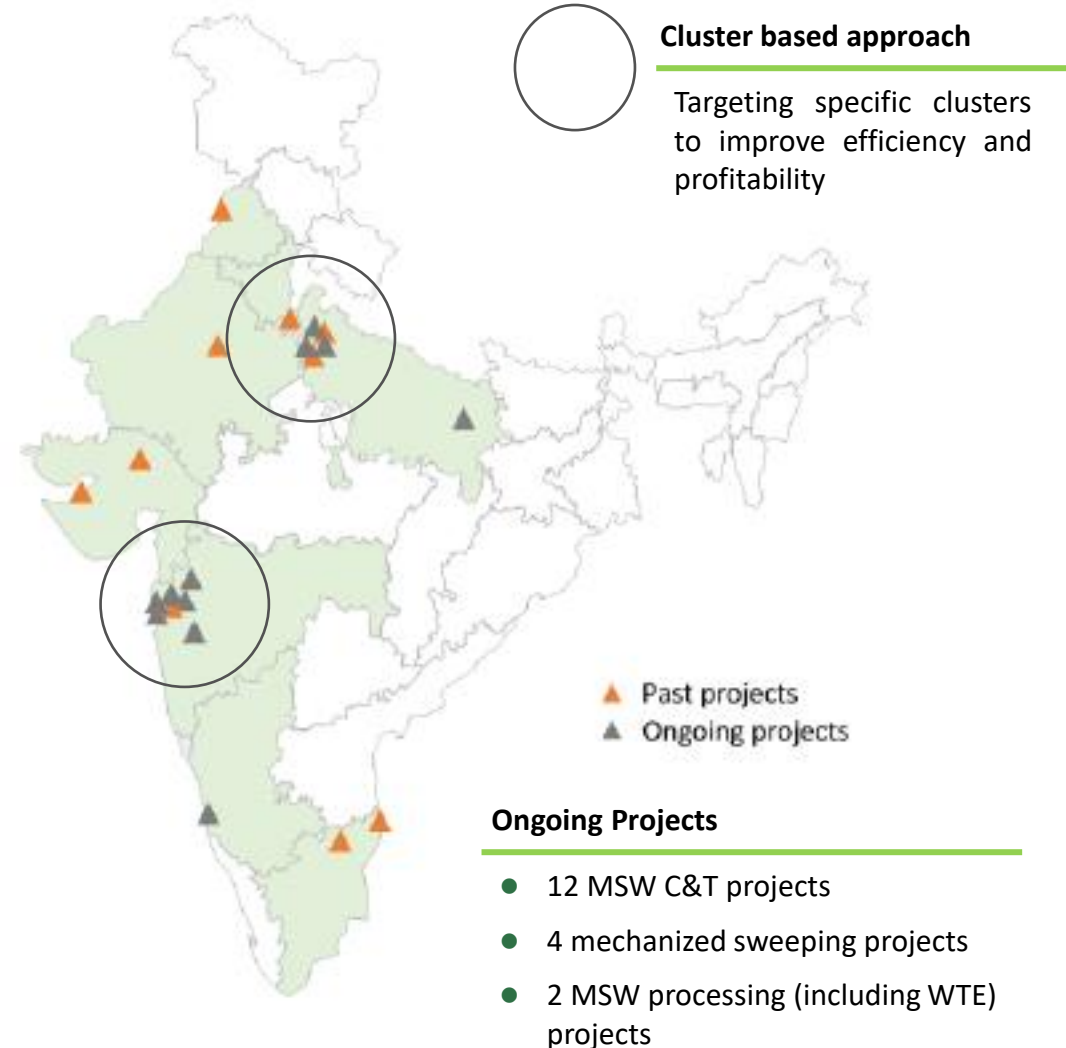 Cluster based approach
Targeting specific clusters
to improve efficiency and
profitability
Past projects
Ongoing projects
Ongoing Projects
12 MSW C&T projects
4 mechanized sweeping projects
2 MSW processing (including WTE)
projects